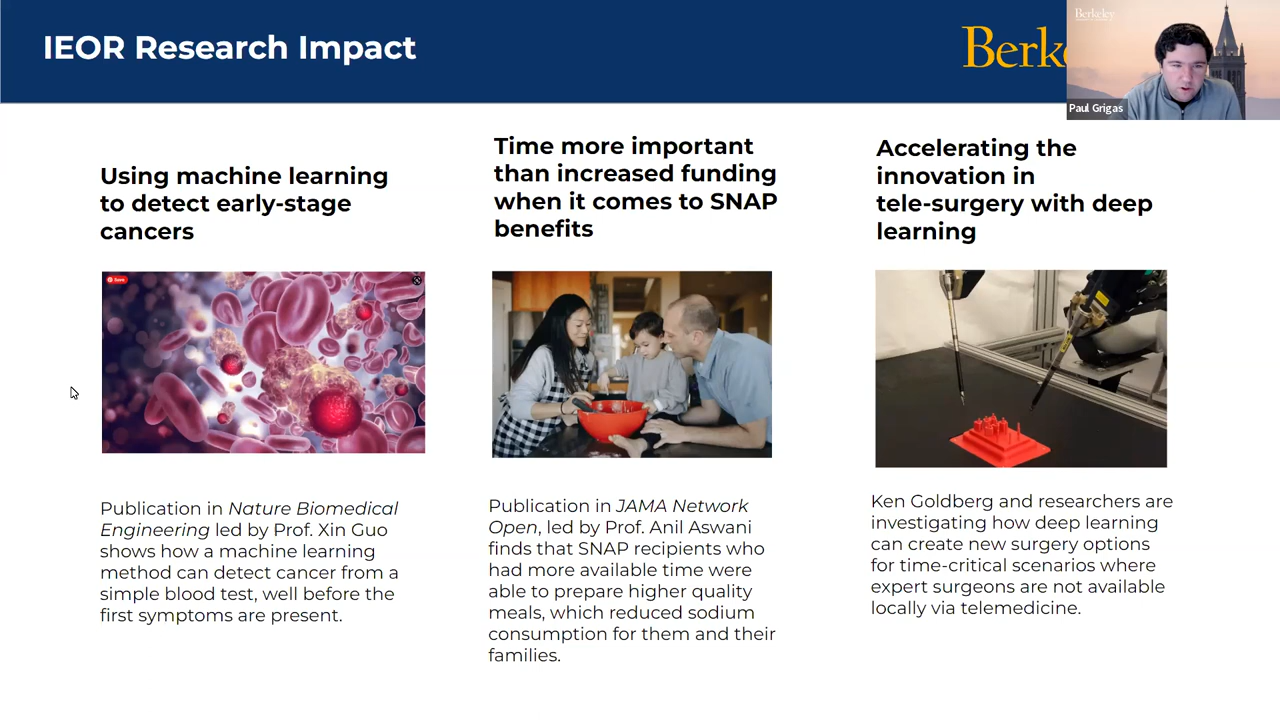 IEOR Research Impact
Berke
Berkeley
Paul Grigas
Using machine learning
to detect early-stage
cancers
Time more important
than increased funding
when it comes to SNAP
benefits
Accelerating the
innovation in
tele-surgery with deep
learning
Save
Publication in Nature Biomedical
Engineering led by Prof. Xin Guo
shows how a machine learning
method can detect cancer from a
simple blood test, well before the
first symptoms are present.
Publication in JAMA Network
Open, led by Prof. Anil Aswani
finds that SNAP recipients who
had more available time were
able to prepare higher quality
meals, which reduced sodium
consumption for them and their
families.
Ken Goldberg and researchers are
investigating how deep learning
can create new surgery options
for time-critical scenarios where
expert surgeons are not available
locally via telemedicine.